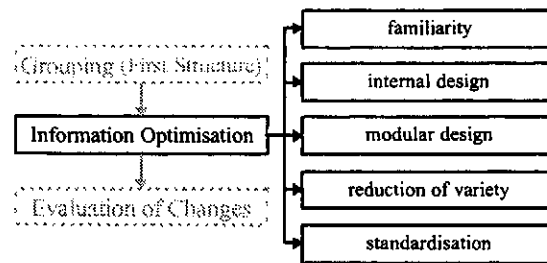 familiarity
Grouping (First Structure)
internal design
Information Optimisation
modular design
reduction of variety
Evaluation of Changes
standardisation